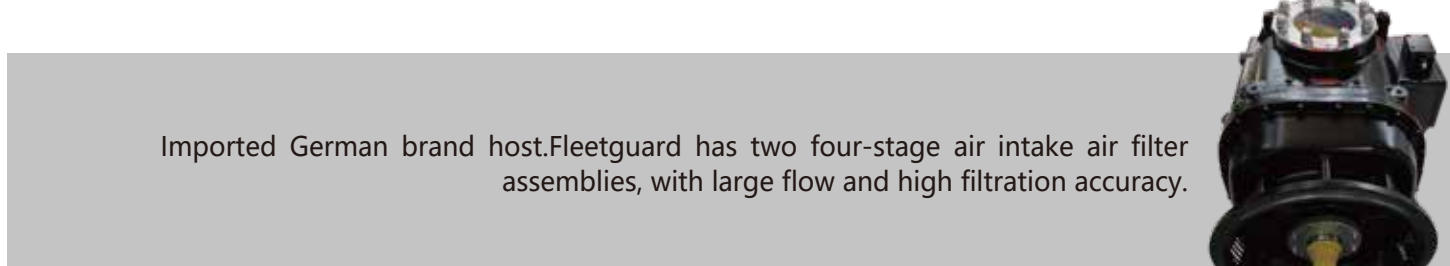 Imported German brand host.Fleetguard has two four-stage air intake air filter
assemblies, with large flow and high filtration accuracy.